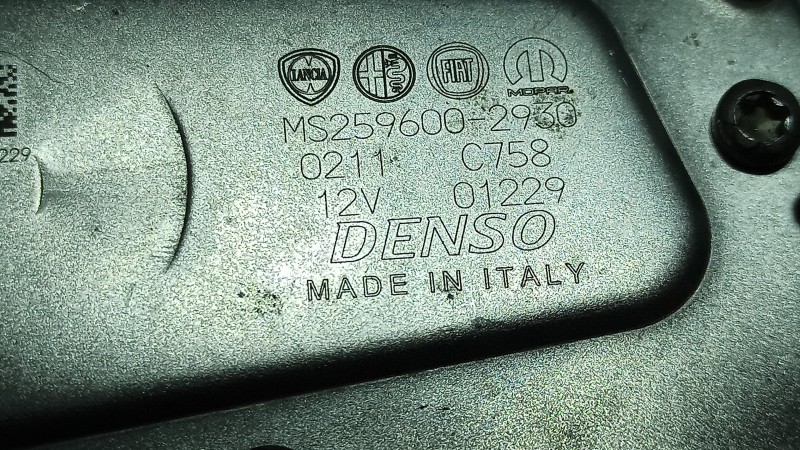 LANCIA FIAT MOPAR
MS259600-2930
0211 C758
12V 01229
DENSO
MADE IN ITALY
229